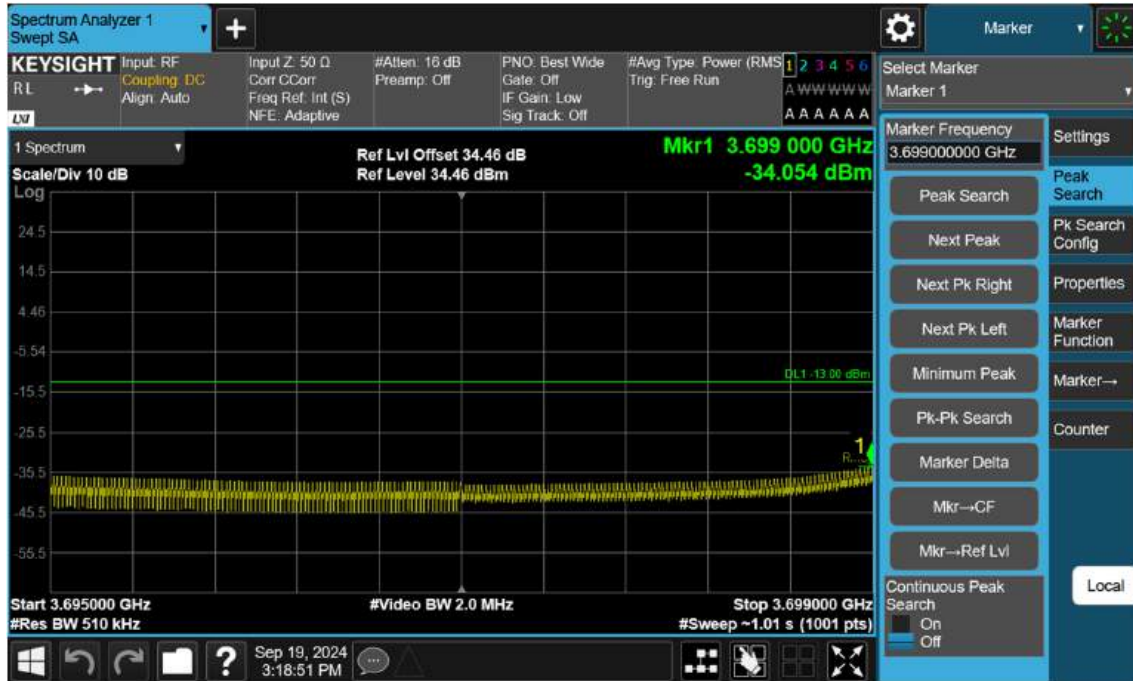 Spectrum Analyzer 1
Swept SA
Marker
KEYSIGHT
RL
LXI
Input: RF
Coupling: DC
Align: Auto
Input Z: 50 Ω
Corr CCorr
Freq Ref: Int (S)
NFE: Adaptive
#Atten: 16 dB
Preamp: Off
PNO: Best Wide
Gate: Off
IF Gain: Low
Sig Track: Off
#Avg Type: Power (RMS
Trig: Free Run
1 2 3 4 5 6
A W W W W W
A A A A A A
Select Marker
Marker 1
1 Spectrum
Scale/Div 10 dB
Log
Ref Lvl Offset 34.46 dB
Ref Level 34.46 dBm
Mkr1 3.699 000 GHz
-34.054 dBm
24.5
14.5
4.46
-5.54
-15.5
-25.5
-35.5
-45.5
-55.5
DL1 -13.00 dBm
1
Start 3.695000 GHz
#Res BW 510 kHz
#Video BW 2.0 MHz
Stop 3.699000 GHz
#Sweep ~1.01 s (1001 pts)
Marker Frequency
3.699000000 GHz
Peak Search
Next Peak
Next Pk Right
Next Pk Left
Minimum Peak
Pk-Pk Search
Marker Delta
Mkr→CF
Mkr→Ref Lvl
Continuous Peak
Search
On
Off
Settings
Peak
Search
Pk Search
Config
Properties
Marker
Function
Marker→
Counter
Local
?
Sep 19, 2024
3:18:51 PM